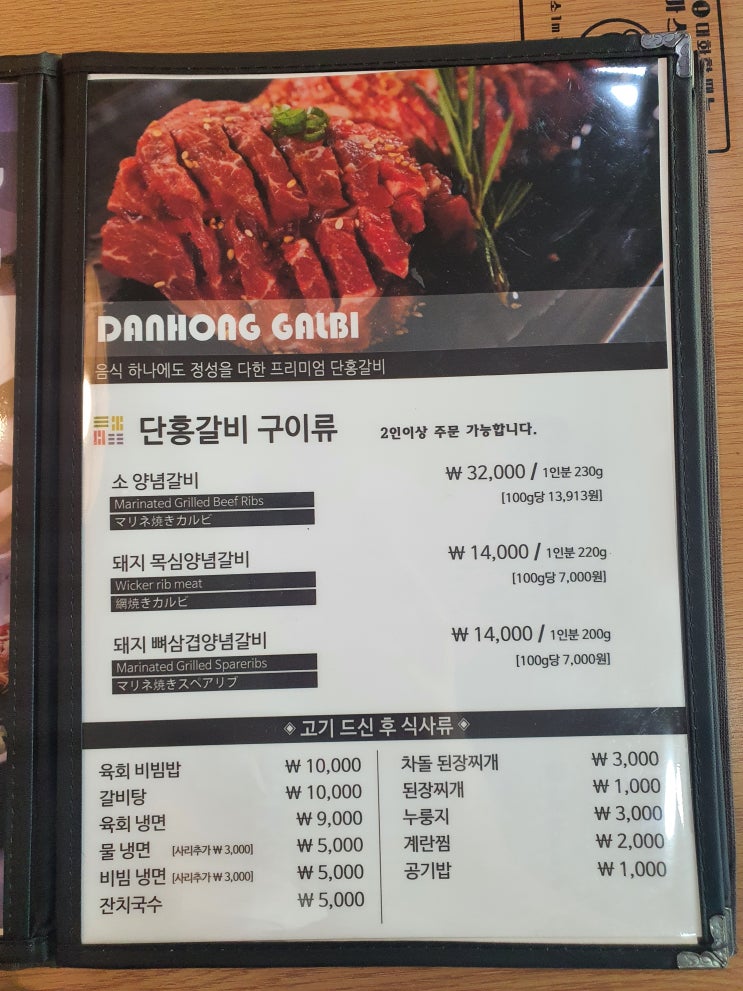 DANHONG GALBI
음식 하나에도 정성을 다한 프리미엄 단홍갈비
단홍갈비 구이류 2인이상 주문 가능합니다.
소 양념갈비 ₩ 32,000 / 1인분 230g
Marinated Grilled Beef Ribs [100g당 13,913원]
マリネ焼きカルビ
돼지 목심양념갈비 ₩ 14,000 / 1인분 220g
Wicker rib meat [100g당 7,000원]
網焼きカルビ
돼지 뼈삼겹양념갈비 ₩ 14,000 / 1인분 200g
Marinated Grilled Spareribs [100g당 7,000원]
マリネ焼きスペアリブ
◈ 고기 드신 후 식사류 ◈
육회 비빔밥 ₩ 10,000
갈비탕 ₩ 10,000
육회 냉면 ₩ 9,000
물 냉면 [사리추가 ₩ 3,000] ₩ 5,000
비빔 냉면 [사리추가 ₩ 3,000] ₩ 5,000
잔치국수 ₩ 5,000
차돌 된장찌개 ₩ 3,000
된장찌개 ₩ 1,000
누룽지 ₩ 3,000
계란찜 ₩ 2,000
공기밥 ₩ 1,000